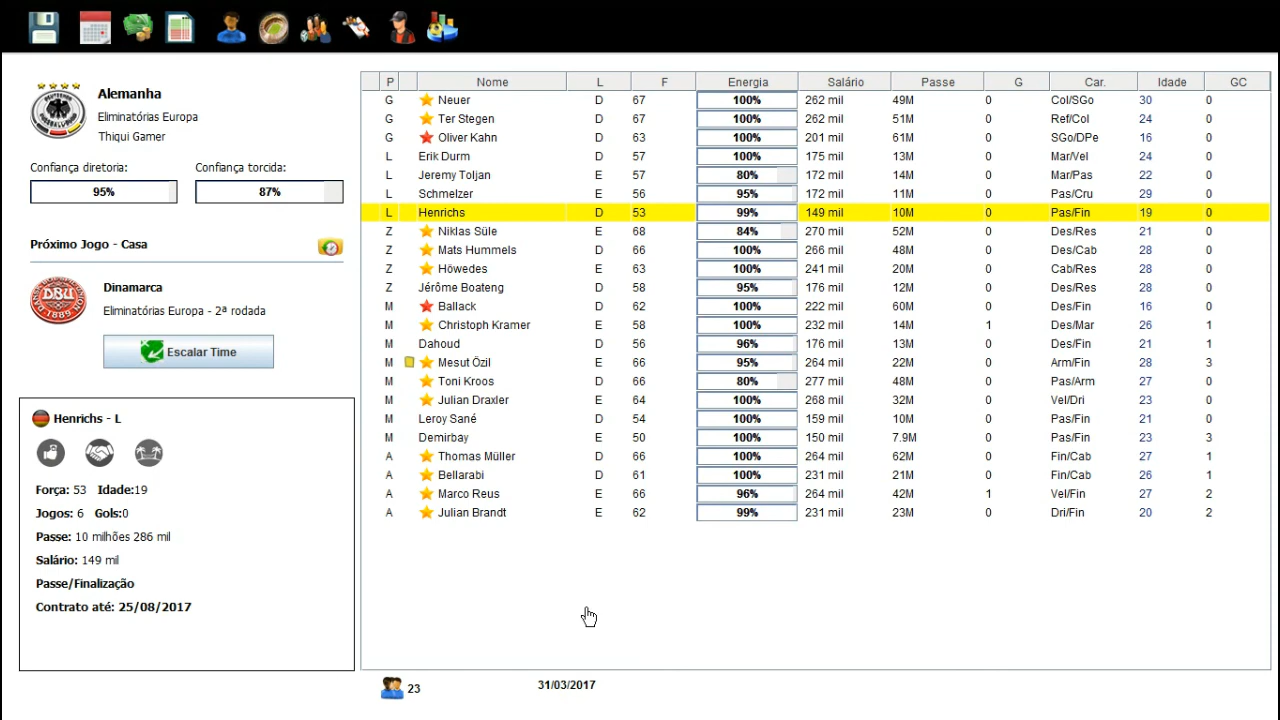 Alemanha
Eliminatórias Europa
Thiqui Gamer
Confiança diretoria: Confiança torcida:
95% 87%
Próximo Jogo - Casa
DBU
DANSK 1889
Dinamarca
Eliminatórias Europa - 2ª rodada
Escalar Time
Henrichs - L
Força: 53 Idade:19
Jogos: 6 Gols:0
Passe: 10 milhões 286 mil
Salário: 149 mil
Passe/Finalização
Contrato até: 25/08/2017
P Nome L F Energia Salário Passe G Car. Idade GC
G Neuer D 67 100% 262 mil 49M 0 Col/SGo 30 0
G Ter Stegen D 67 100% 262 mil 51M 0 Ref/Col 24 0
G Oliver Kahn D 63 100% 201 mil 61M 0 SGo/DPe 16 0
L Erik Durm D 57 100% 175 mil 13M 0 Mar/Vel 24 0
L Jeremy Toljan E 57 80% 172 mil 14M 0 Mar/Pas 22 0
L Schmelzer E 56 95% 172 mil 11M 0 Pas/Cru 29 0
L Henrichs D 53 99% 149 mil 10M 0 Pas/Fin 19 0
Z Niklas Süle E 68 84% 270 mil 52M 0 Des/Res 21 0
Z Mats Hummels D 66 100% 266 mil 48M 0 Des/Cab 28 0
Z Höwedes E 63 100% 241 mil 20M 0 Cab/Res 28 0
Z Jérôme Boateng D 58 95% 176 mil 12M 0 Des/Res 28 0
M Ballack D 62 100% 222 mil 60M 0 Des/Fin 16 0
M Christoph Kramer E 58 100% 232 mil 14M 1 Des/Mar 26 1
M Dahoud D 56 96% 176 mil 13M 0 Des/Fin 21 1
M Mesut Özil E 66 95% 264 mil 22M 0 Arm/Fin 28 3
M Toni Kroos D 66 80% 277 mil 48M 0 Pas/Arm 27 0
M Julian Draxler E 64 100% 268 mil 32M 0 Vel/Dri 23 0
M Leroy Sané D 54 100% 159 mil 10M 0 Pas/Fin 21 0
M Demirbay E 50 100% 150 mil 7.9M 0 Pas/Fin 23 3
A Thomas Müller D 66 100% 264 mil 62M 0 Fin/Cab 27 1
A Bellarabi D 61 100% 231 mil 21M 0 Fin/Cab 26 1
A Marco Reus E 66 96% 264 mil 42M 1 Vel/Fin 27 2
A Julian Brandt D 62 99% 231 mil 23M 0 Dri/Fin 20 2
23 31/03/2017